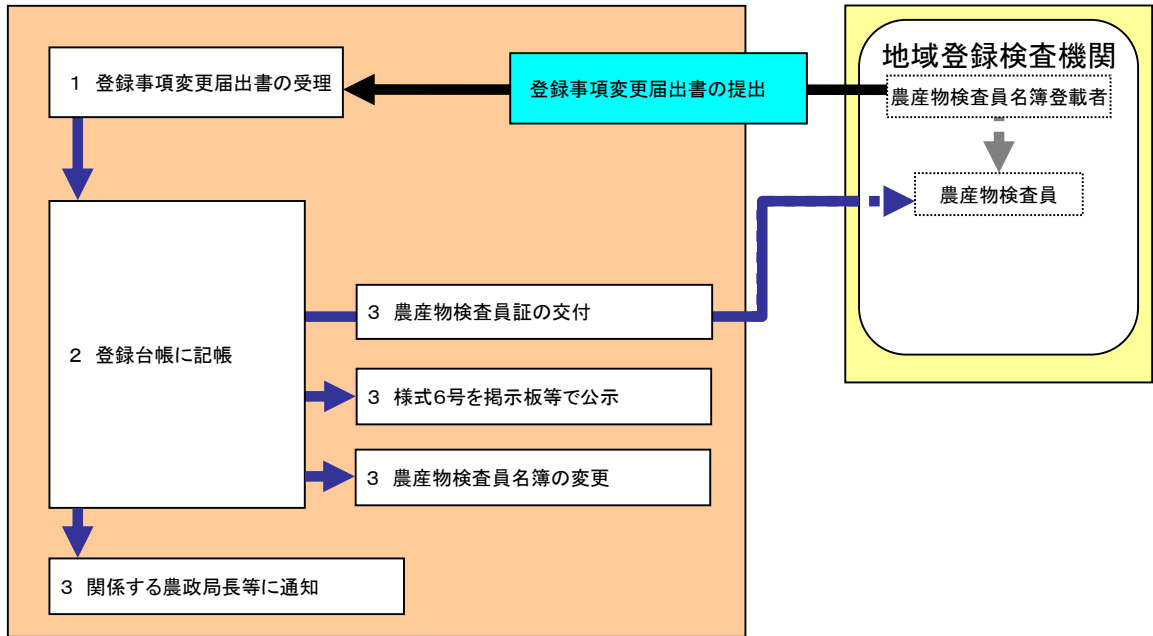 地域登録検査機関
１　登録事項変更届出書の受理
登録事項変更届出書の提出
農産物検査員名簿登載者
農産物検査員
３　農産物検査員証の交付
２　登録台帳に記帳
３　様式６号を掲示板等で公示
３　農産物検査員名簿の変更
３　関係する農政局長等に通知